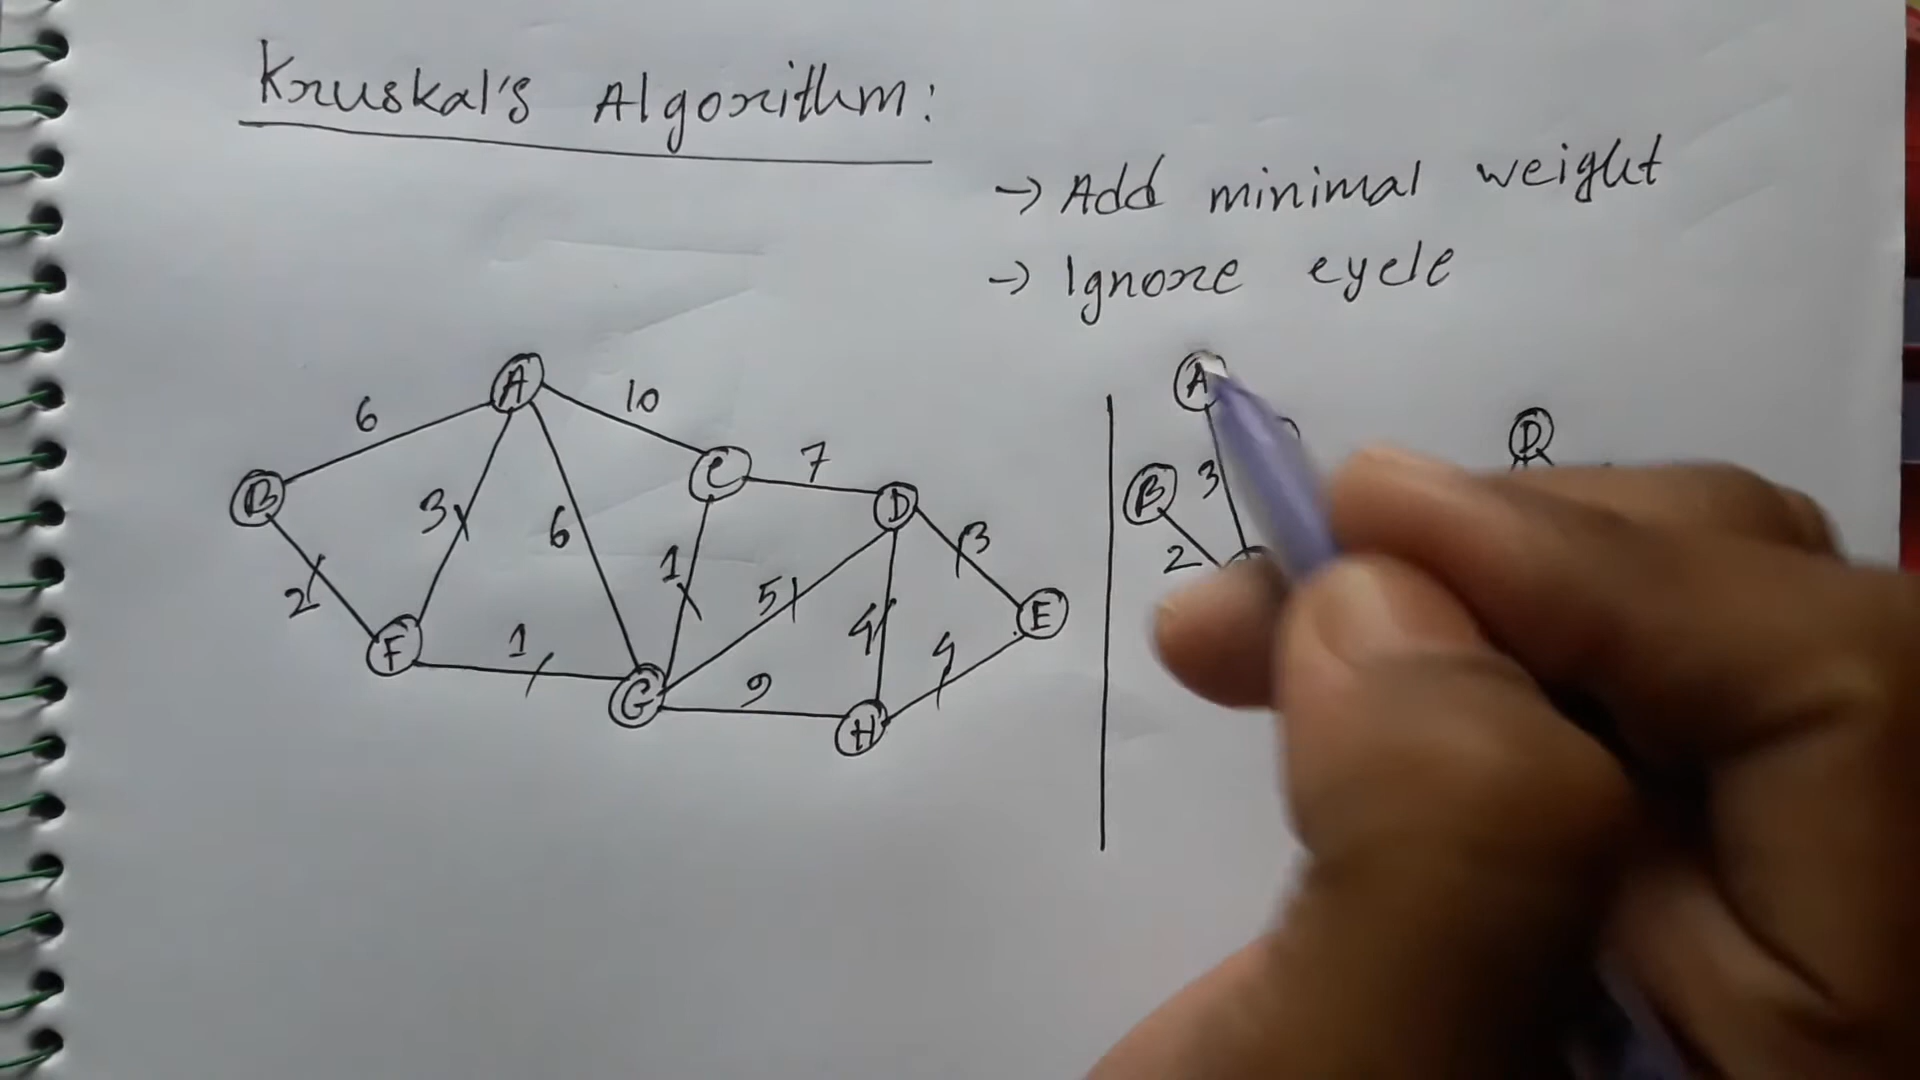 Kruskal's Algorithm:
→ Add minimal weight
→ Ignore cycle
A
10
6
A
C
7
D
B
D
3
6
B
3
3
1
5
2
2
4
E
F
1
4
G
9
H